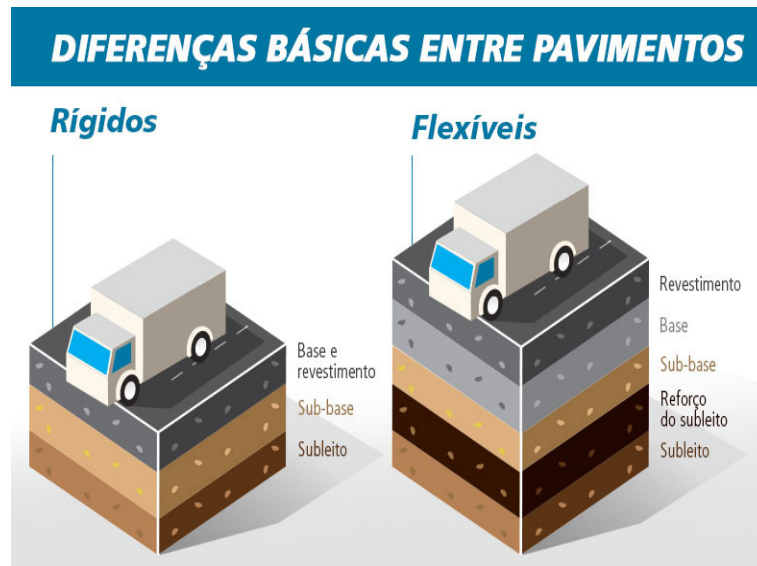 DIFERENÇAS BÁSICAS ENTRE PAVIMENTOS
Rígidos
Base e
revestimento
Sub-base
Subleito
Flexíveis
Revestimento
Base
Sub-base
Reforço
do subleito
Subleito